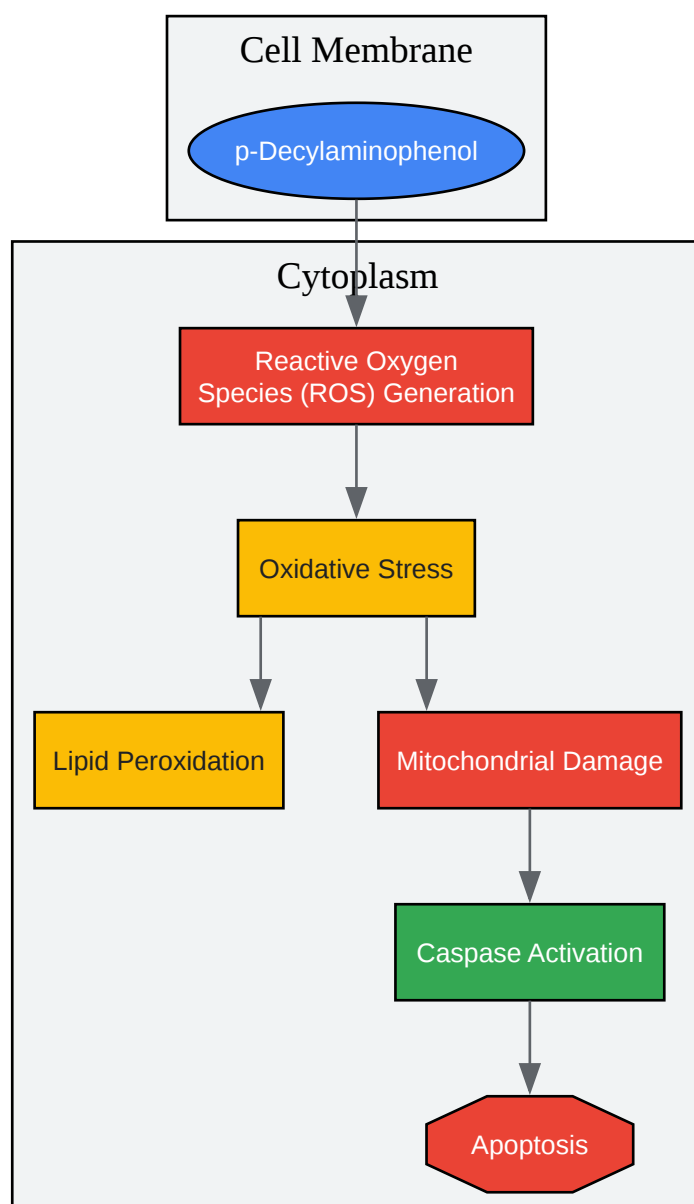 Cell Membrane
p-Decylaminophenol
Cytoplasm
Reactive Oxygen
Species (ROS) Generation
Oxidative Stress
Lipid Peroxidation
Mitochondrial Damage
Caspase Activation
Apoptosis